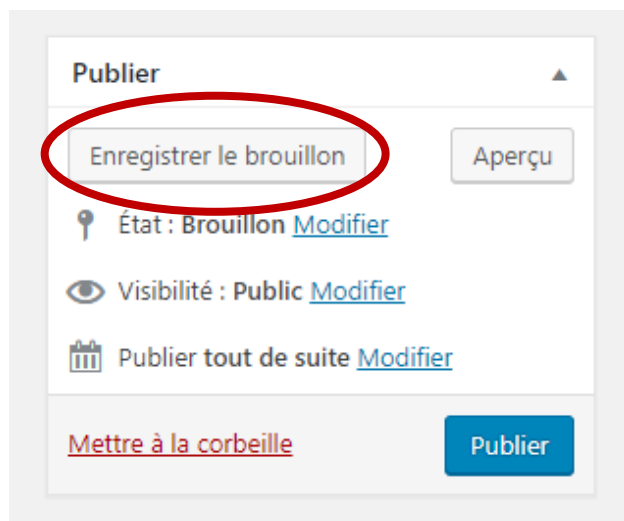 Publier
Enregistrer le brouillon Aperçu
État : Brouillon Modifier
Visibilité : Public Modifier
Publier tout de suite Modifier
Mettre à la corbeille Publier